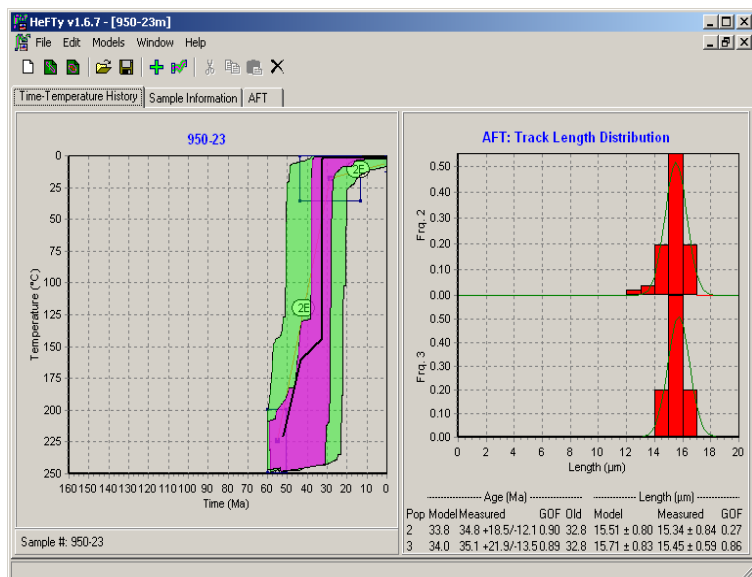 HeFTy v1.6.7 - [950-23m]
File Edit Models Window Help
Time-Temperature History Sample Information AFT
950-23
Temperature (°C)
0
25
50
75
100
125
150
175
200
225
250
2E
2E
160 150 140 130 120 110 100 90 80 70 60 50 40 30 20 10 0
Time (Ma)
Sample #: 950-23
AFT: Track Length Distribution
Frq. 2
0.50
0.40
0.30
0.20
0.10
0.00
Frq. 3
0.50
0.40
0.30
0.20
0.10
0.00
0 2 4 6 8 10 12 14 16 18 20
Length (µm)
Age (Ma) Length (µm)
Pop Model Measured GOF Old Model Measured GOF
2 33.8 34.8 +18.5/-12.1 0.90 32.8 15.51 ± 0.80 15.34 ± 0.84 0.27
3 34.0 35.1 +21.9/-13.5 0.89 32.8 15.71 ± 0.83 15.45 ± 0.59 0.86